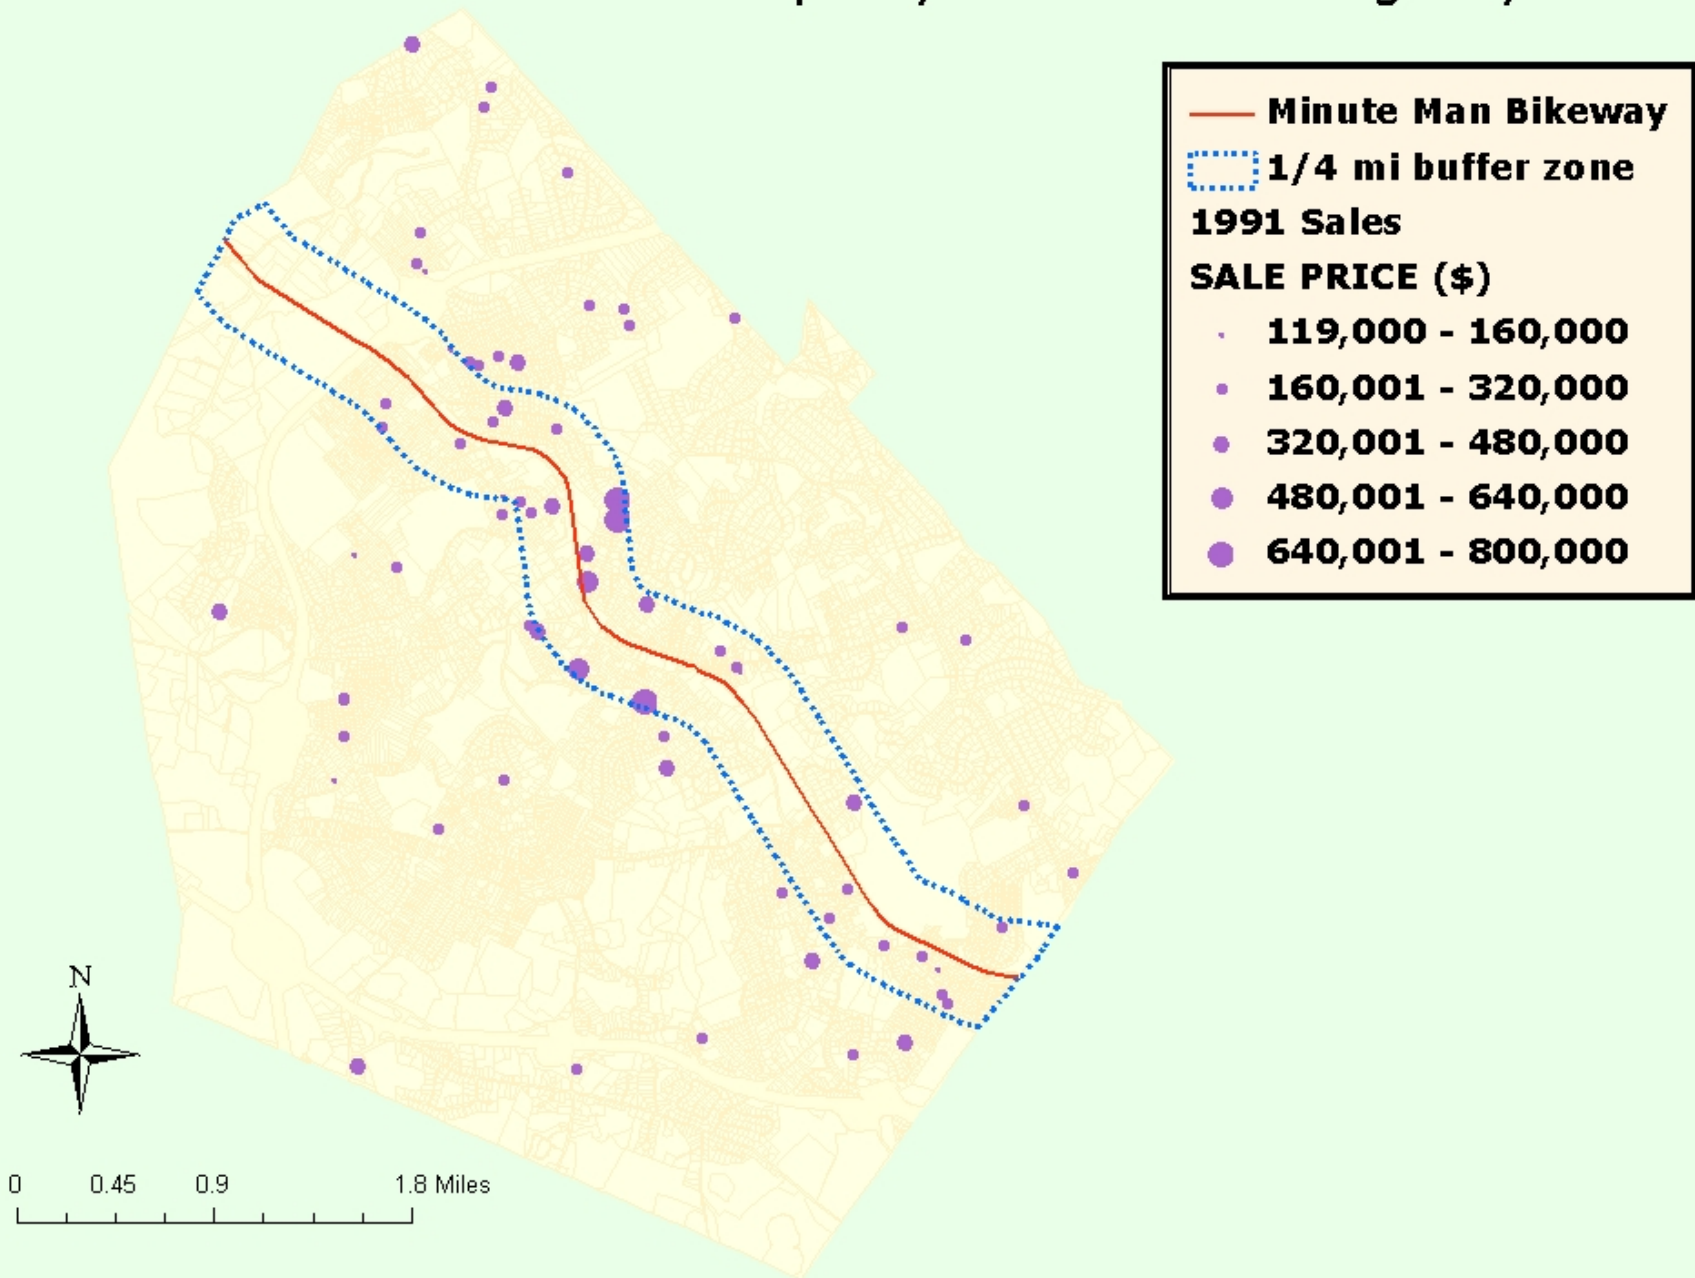 Minute Man Bikeway
1/4 mi buffer zone
1991 Sales
SALE PRICE ($)
119,000 - 160,000
160,001 - 320,000
320,001 - 480,000
480,001 - 640,000
640,001 - 800,000
N
0 0.45 0.9 1.8 Miles